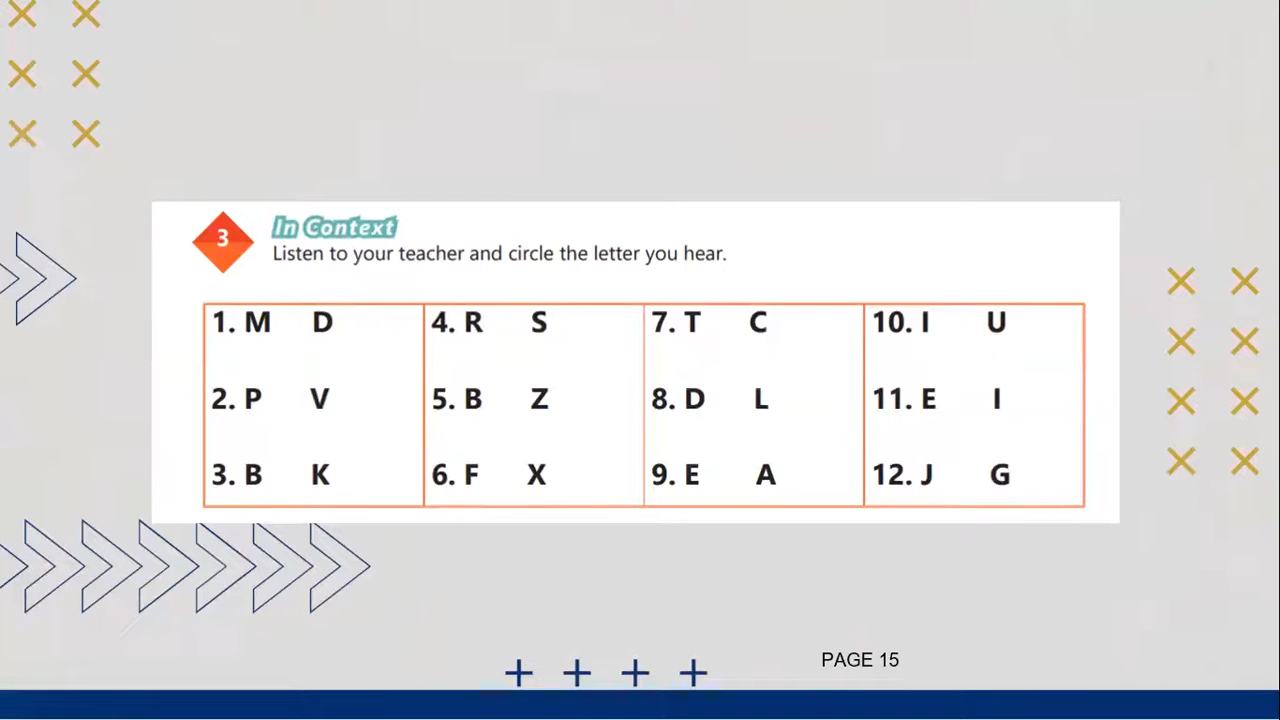 3
In Context
Listen to your teacher and circle the letter you hear.
1. M D
2. P V
3. B K
4. R S
5. B Z
6. F X
7. T C
8. D L
9. E A
10. I U
11. E I
12. J G
PAGE 15